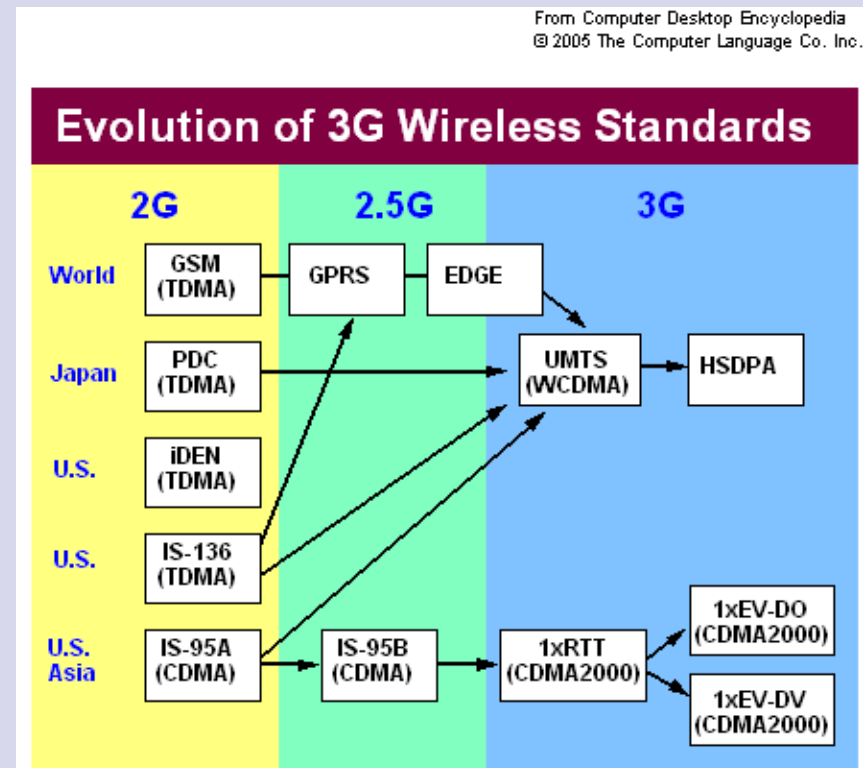 From Computer Desktop Encyclopedia
© 2005 The Computer Language Co. Inc.
Evolution of 3G Wireless Standards
2G
2.5G
3G
World
GSM
(TDMA)
GPRS
EDGE
Japan
PDC
(TDMA)
UMTS
(WCDMA)
HSDPA
U.S.
iDEN
(TDMA)
U.S.
IS-136
(TDMA)
U.S.
Asia
IS-95A
(CDMA)
IS-95B
(CDMA)
1xRTT
(CDMA2000)
1xEV-DO
(CDMA2000)
1xEV-DV
(CDMA2000)